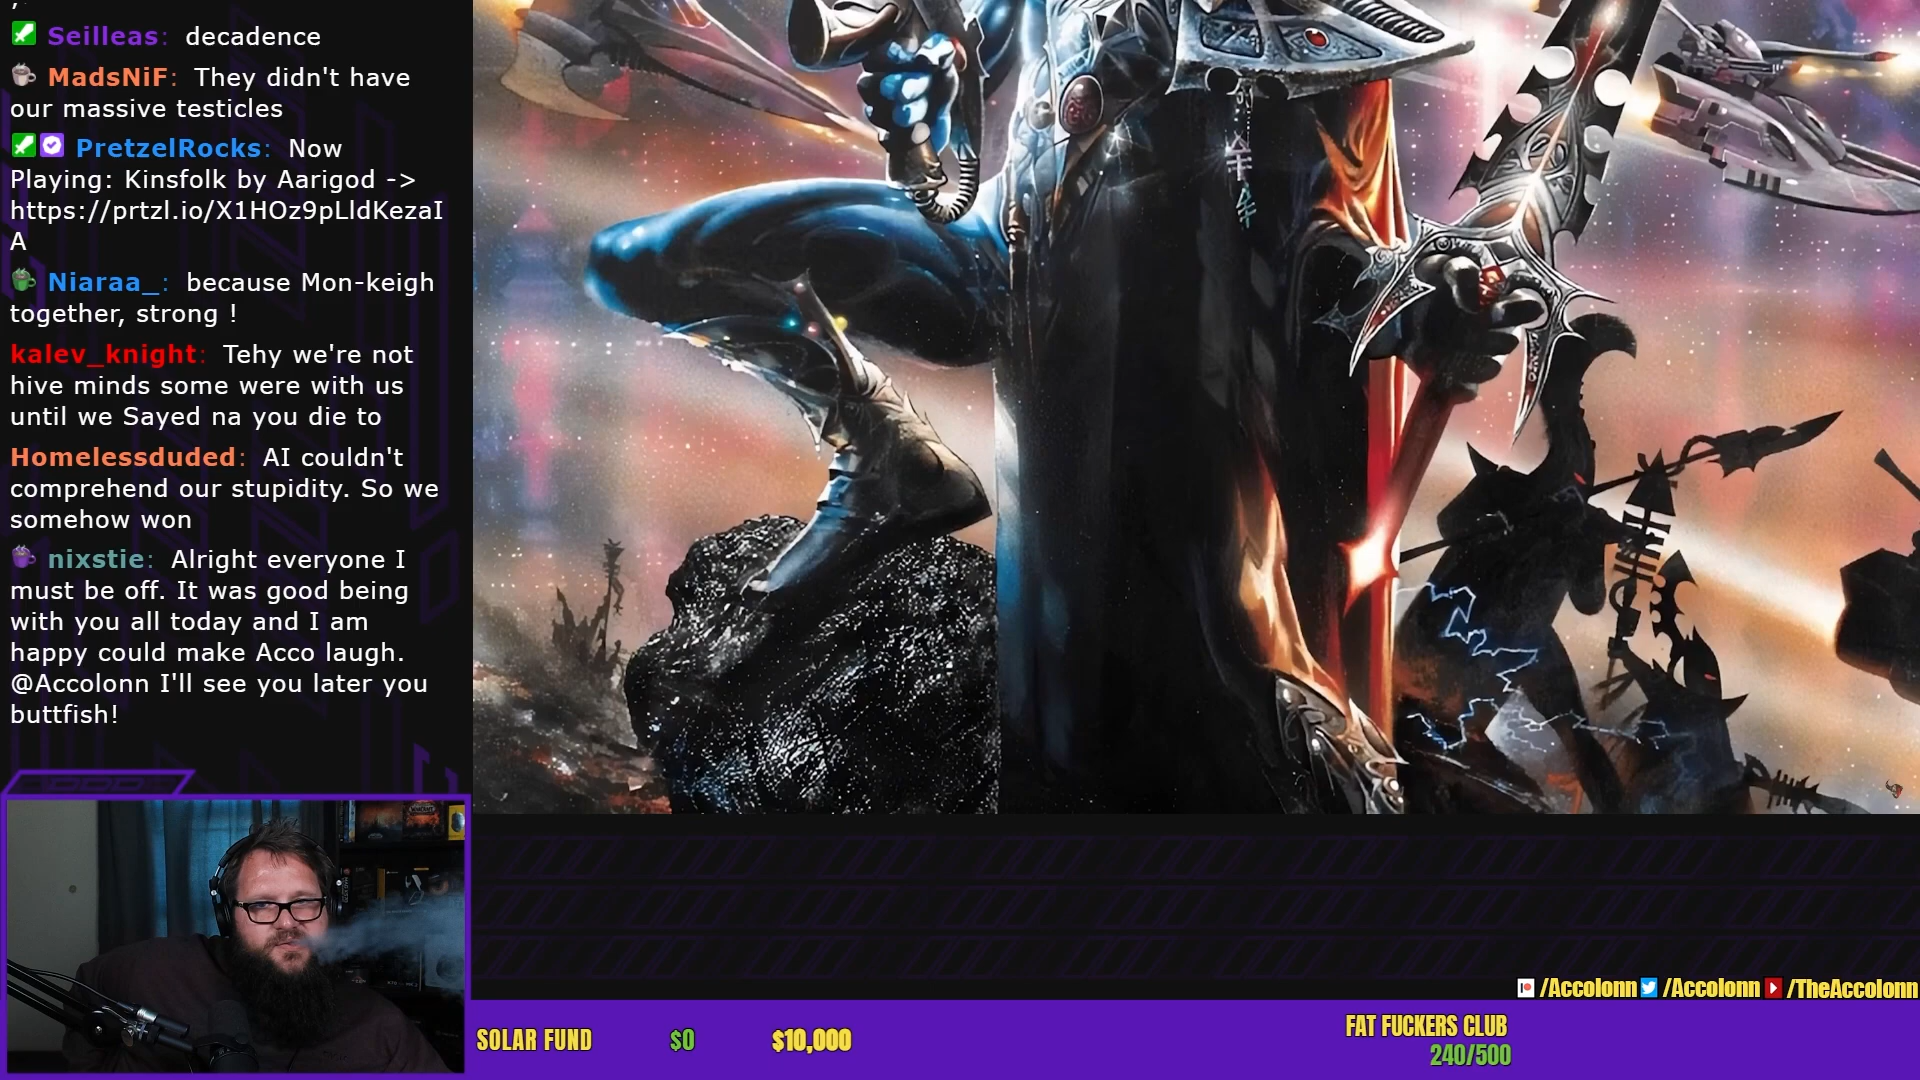 Seilleas: decadence
MadsNiF: They didn't have
our massive testicles
PretzelRocks: Now
Playing: Kinsfolk by Aarigod ->
https://prtzl.io/X1HOz9pLldKezaI
A
Niaraa_: because Mon-keigh
together, strong !
kalev_knight: Tehy we're not
hive minds some were with us
until we Sayed na you die to
Homelessduded: AI couldn't
comprehend our stupidity. So we
somehow won
nixstie: Alright everyone I
must be off. It was good being
with you all today and I am
happy could make Acco laugh.
@Accolonn I'll see you later you
buttfish!
/Accolonn /Accolonn /TheAccolonn
SOLAR FUND $0 $10,000
FAT FUCKERS CLUB
240/500